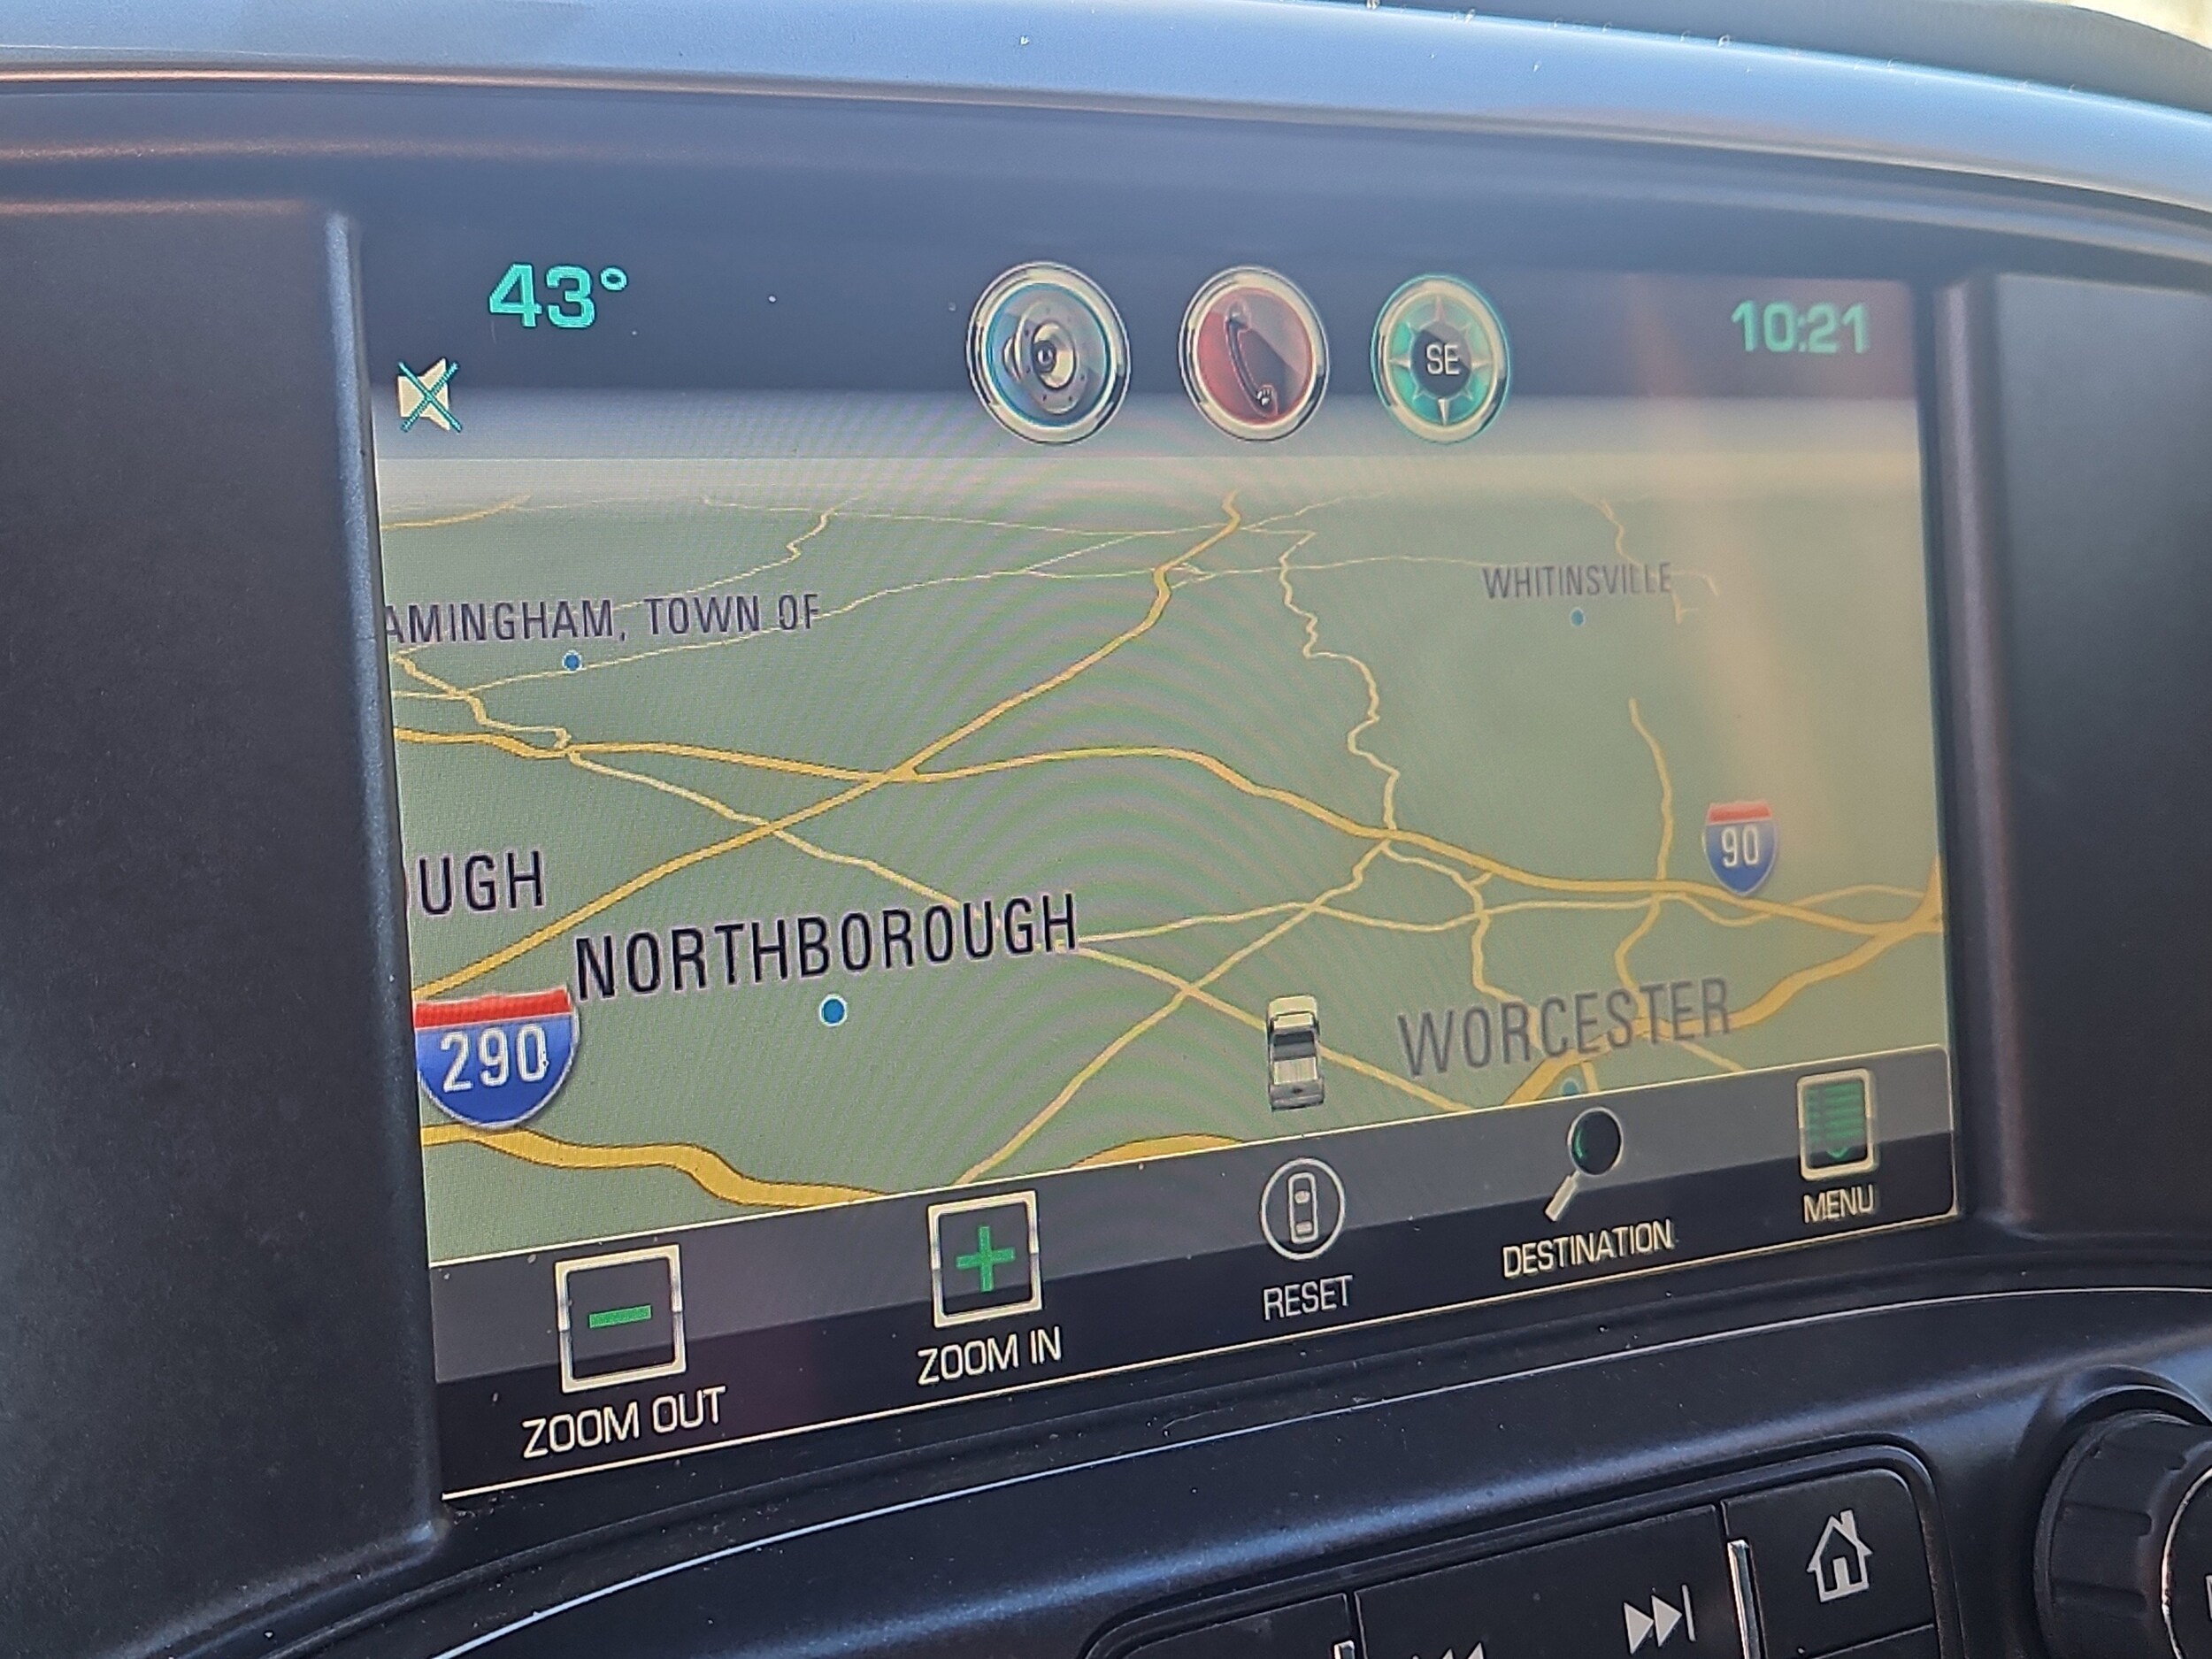 43°
SE
10:21
AMINGHAM, TOWN OF
WHITINSVILLE
90
UGH
NORTHBOROUGH
290
WORCESTER
ZOOM OUT
ZOOM IN
RESET
DESTINATION
MENU